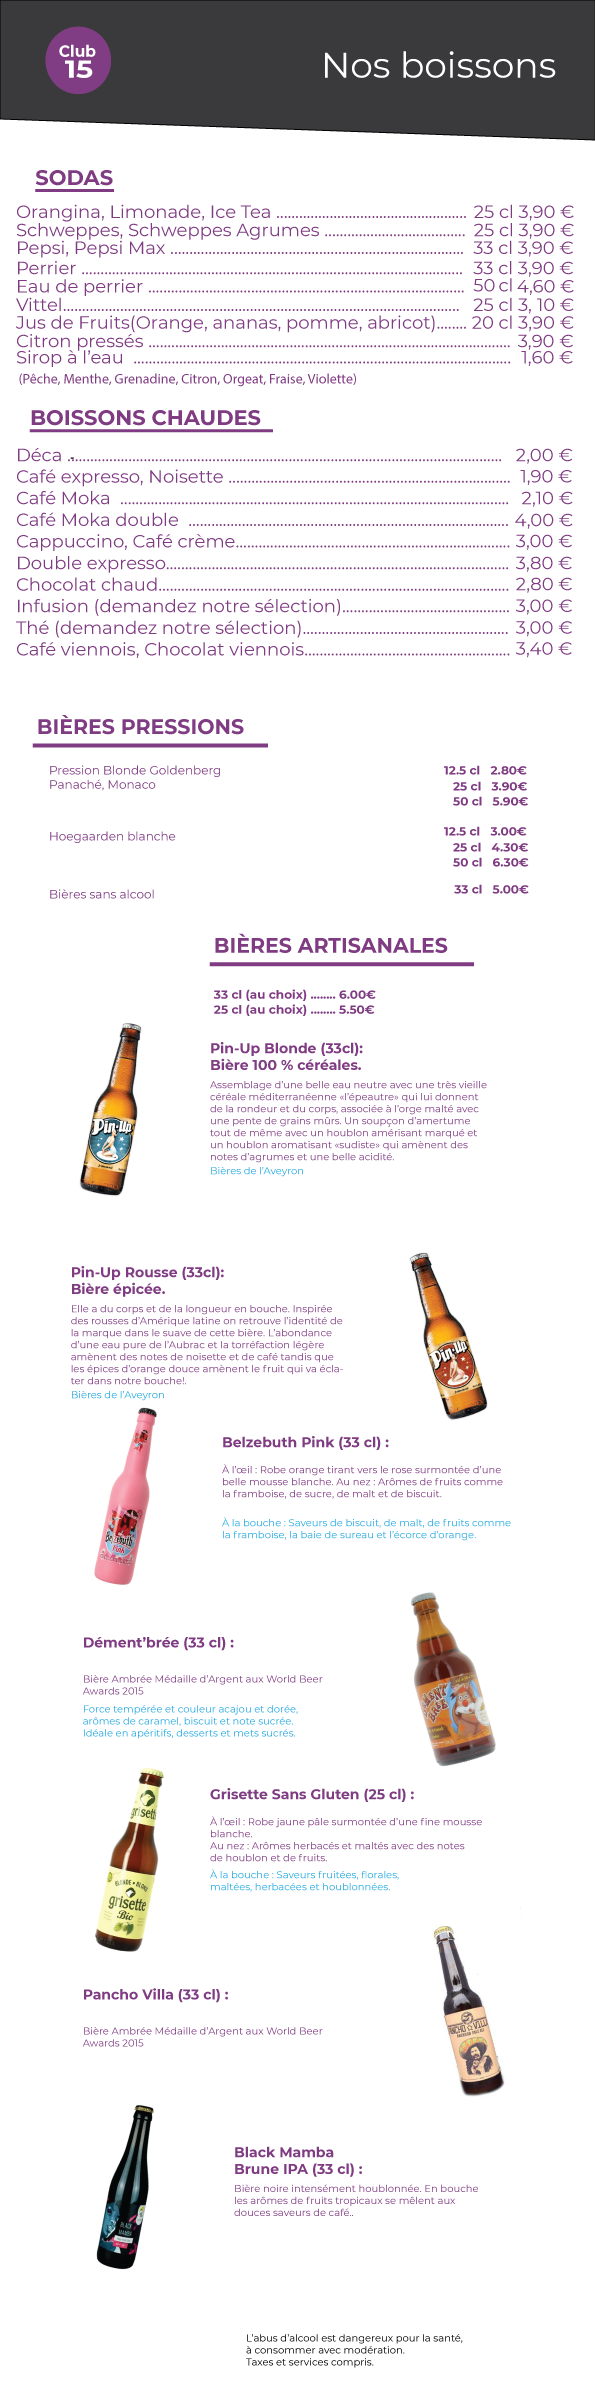 Club
15
Nos boissons
SODAS
Orangina, Limonade, Ice Tea .................................................. 25 cl 3,90 €
Schweppes, Schweppes Agrumes ..................................... 25 cl 3,90 €
Pepsi, Pepsi Max ............................................................................. 33 cl 3,90 €
Perrier .................................................................................................... 33 cl 3,90 €
Eau de perrier ................................................................................... 50 cl 4,60 €
Vittel........................................................................................................ 25 cl 3, 10 €
Jus de Fruits(Orange, ananas, pomme, abricot)........ 20 cl 3,90 €
Citron pressés ............................................................................................... 3,90 €
Sirop à l'eau ................................................................................................... 1,60 €
(Pêche, Menthe, Grenadine, Citron, Orgeat, Fraise, Violette)
BOISSONS CHAUDES
Déca .................................................................................................................. 2,00 €
Café expresso, Noisette .......................................................................... 1,90 €
Café Moka ...................................................................................................... 2,10 €
Café Moka double .................................................................................... 4,00 €
Cappuccino, Café crème........................................................................ 3,00 €
Double expresso.......................................................................................... 3,80 €
Chocolat chaud............................................................................................ 2,80 €
Infusion (demandez notre sélection)............................................ 3,00 €
Thé (demandez notre sélection)...................................................... 3,00 €
Café viennois, Chocolat viennois...................................................... 3,40 €
BIÈRES PRESSIONS
Pression Blonde Goldenberg 12.5 cl 2.80€
Panaché, Monaco 25 cl 3.90€
50 cl 5.90€
Hoegaarden blanche 12.5 cl 3.00€
25 cl 4.30€
50 cl 6.30€
Bières sans alcool 33 cl 5.00€
BIÈRES ARTISANALES
33 cl (au choix) ........ 6.00€
25 cl (au choix) ........ 5.50€
Pin-Up Blonde (33cl):
Bière 100 % céréales.
Assemblage d'une belle eau neutre avec une très vieille
céréale méditerranéenne «l'épeautre» qui lui donnent
de la rondeur et du corps, associée à l'orge malté avec
une pente de grains mûrs. Un soupçon d'amertume
tout de même avec un houblon amérisant marqué et
un houblon aromatisant «sudiste» qui amènent des
notes d'agrumes et une belle acidité.
Bières de l'Aveyron
Pin-Up
Pin-Up Rousse (33cl):
Bière épicée.
Elle a du corps et de la longueur en bouche. Inspirée
des rousses d'Amérique latine on retrouve l'identité de
la marque dans le suave de cette bière. L'abondance
d'une eau pure de l'Aubrac et la torréfaction légère
amènent des notes de noisette et de café tandis que
les épices d'orange douce amènent le fruit qui va écla-
ter dans notre bouche!.
Bières de l'Aveyron
Pin-Up
Belzebuth Pink (33 cl) :
À l'œil : Robe orange tirant vers le rose surmontée d'une
belle mousse blanche. Au nez : Arômes de fruits comme
la framboise, de sucre, de malt et de biscuit.
À la bouche : Saveurs de biscuit, de malt, de fruits comme
la framboise, la baie de sureau et l'écorce d'orange.
Dément'brée (33 cl) :
Bière Ambrée Médaille d'Argent aux World Beer
Awards 2015
Force tempérée et couleur acajou et dorée,
arômes de caramel, biscuit et note sucrée.
Idéale en apéritifs, desserts et mets sucrés.
Grisette Sans Gluten (25 cl) :
À l'œil : Robe jaune pâle surmontée d'une fine mousse
blanche.
Au nez : Arômes herbacés et maltés avec des notes
de houblon et de fruits.
À la bouche : Saveurs fruitées, florales,
maltées, herbacées et houblonnées.
grisette
BLONDE • BLOND
grisette
Bio
Pancho Villa (33 cl) :
Bière Ambrée Médaille d'Argent aux World Beer
Awards 2015
PANCHO VILLA
Black Mamba
Brune IPA (33 cl) :
Bière noire intensément houblonnée. En bouche
les arômes de fruits tropicaux se mêlent aux
douces saveurs de café..
BLACK
MAMBA
L'abus d'alcool est dangereux pour la santé,
à consommer avec modération.
Taxes et services compris.